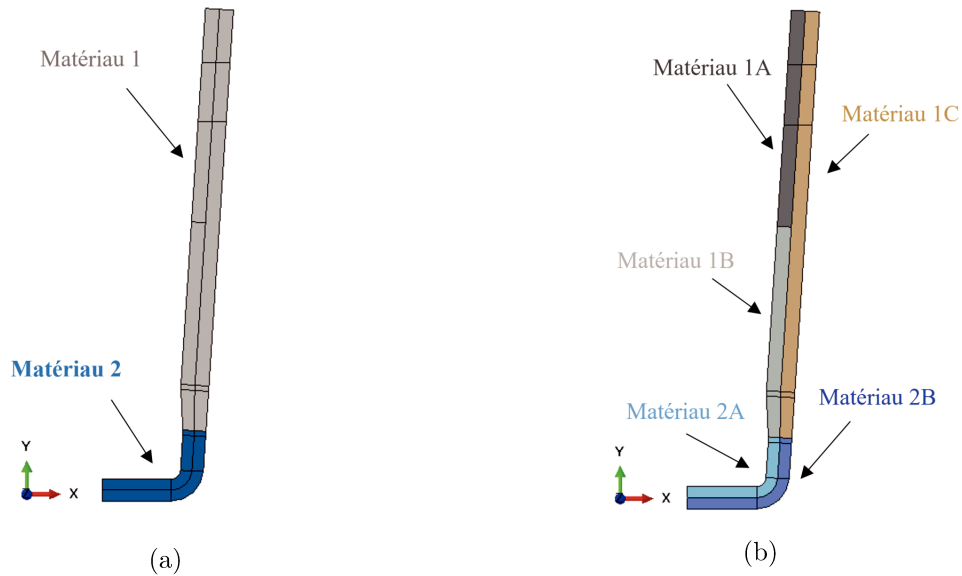 Matériau 1
Matériau 2
Y
X
(a)
Matériau 1A
Matériau 1C
Matériau 1B
Matériau 2A
Matériau 2B
Y
X
(b)